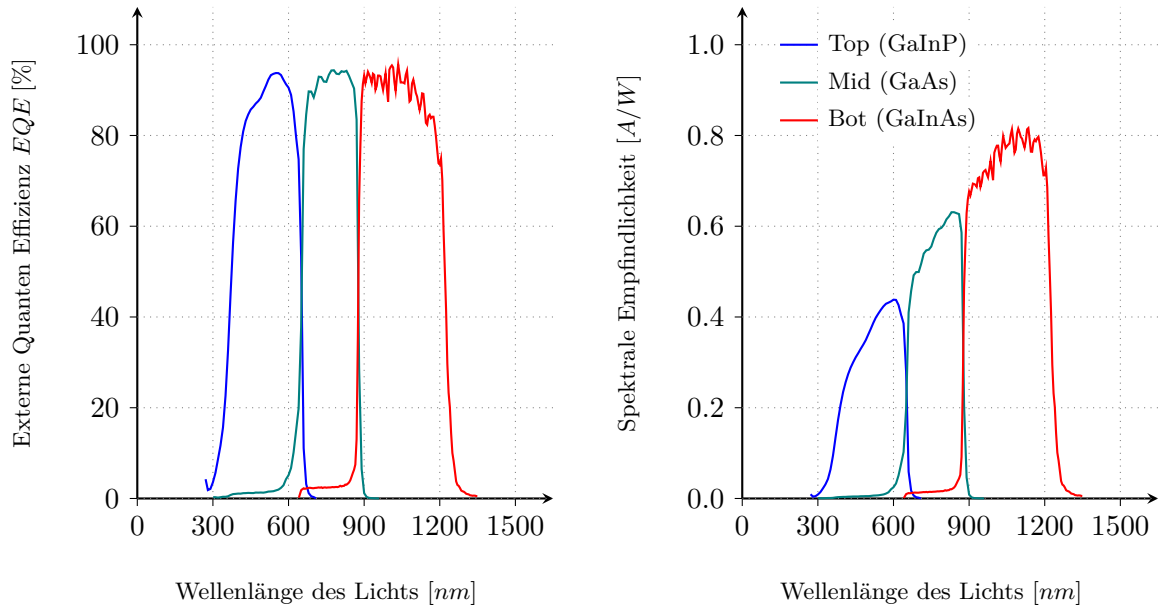 Externe Quanten Effizienz EQE [%]
100
80
60
40
20
0
0 300 600 900 1200 1500
Wellenlänge des Lichts [nm]
Spektrale Empfindlichkeit [A/W]
1.0
0.8
0.6
0.4
0.2
0.0
0 300 600 900 1200 1500
Wellenlänge des Lichts [nm]
Top (GaInP)
Mid (GaAs)
Bot (GaInAs)